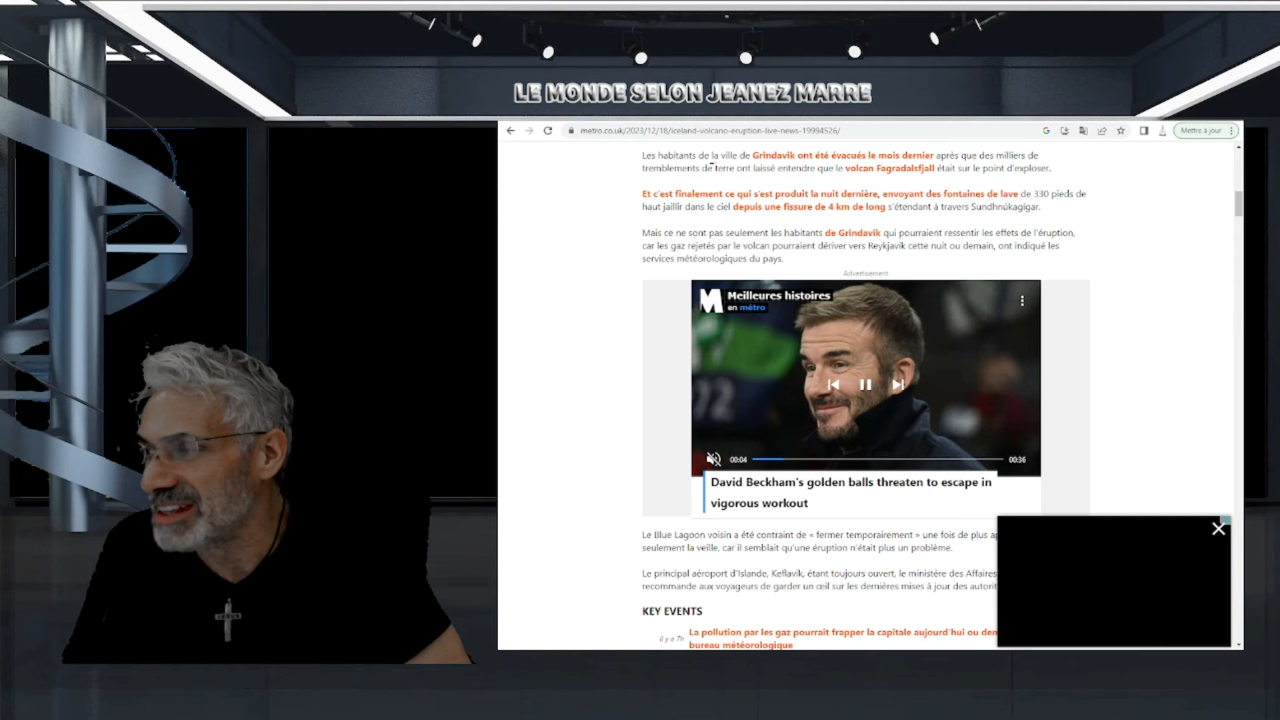 LE MONDE SELON JEANEZ MARRE
metro.co.uk/2023/12/18/iceland-volcano-eruption-live-news-19994526/
Mettre à jour
Les habitants de la ville de Grindavik ont été évacués le mois dernier après que des milliers de
tremblements de terre ont laissé entendre que le volcan Fagradalsfjall était sur le point d'exploser.
Et c'est finalement ce qui s'est produit la nuit dernière, envoyant des fontaines de lave de 330 pieds de
haut jaillir dans le ciel depuis une fissure de 4 km de long s'étendant à travers Sundhnúkagígar.
Mais ce ne sont pas seulement les habitants de Grindavik qui pourraient ressentir les effets de l'éruption,
car les gaz rejetés par le volcan pourraient dériver vers Reykjavik cette nuit ou demain, ont indiqué les
services météorologiques du pays.
Advertisement
M Meilleures histoires
en métro
72
00:04
00:36
David Beckham's golden balls threaten to escape in
vigorous workout
Le Blue Lagoon voisin a été contraint de « fermer temporairement » une fois de plus
seulement la veille, car il semblait qu'une éruption n'était plus un problème.
Le principal aéroport d'Islande, Keflavik, étant toujours ouvert, le ministère des Affaires
recommande aux voyageurs de garder un œil sur les dernières mises à jour des
KEY EVENTS
il y a 7h
La pollution par les gaz pourrait frapper la capitale aujourd'hui ou
bureau météorologique